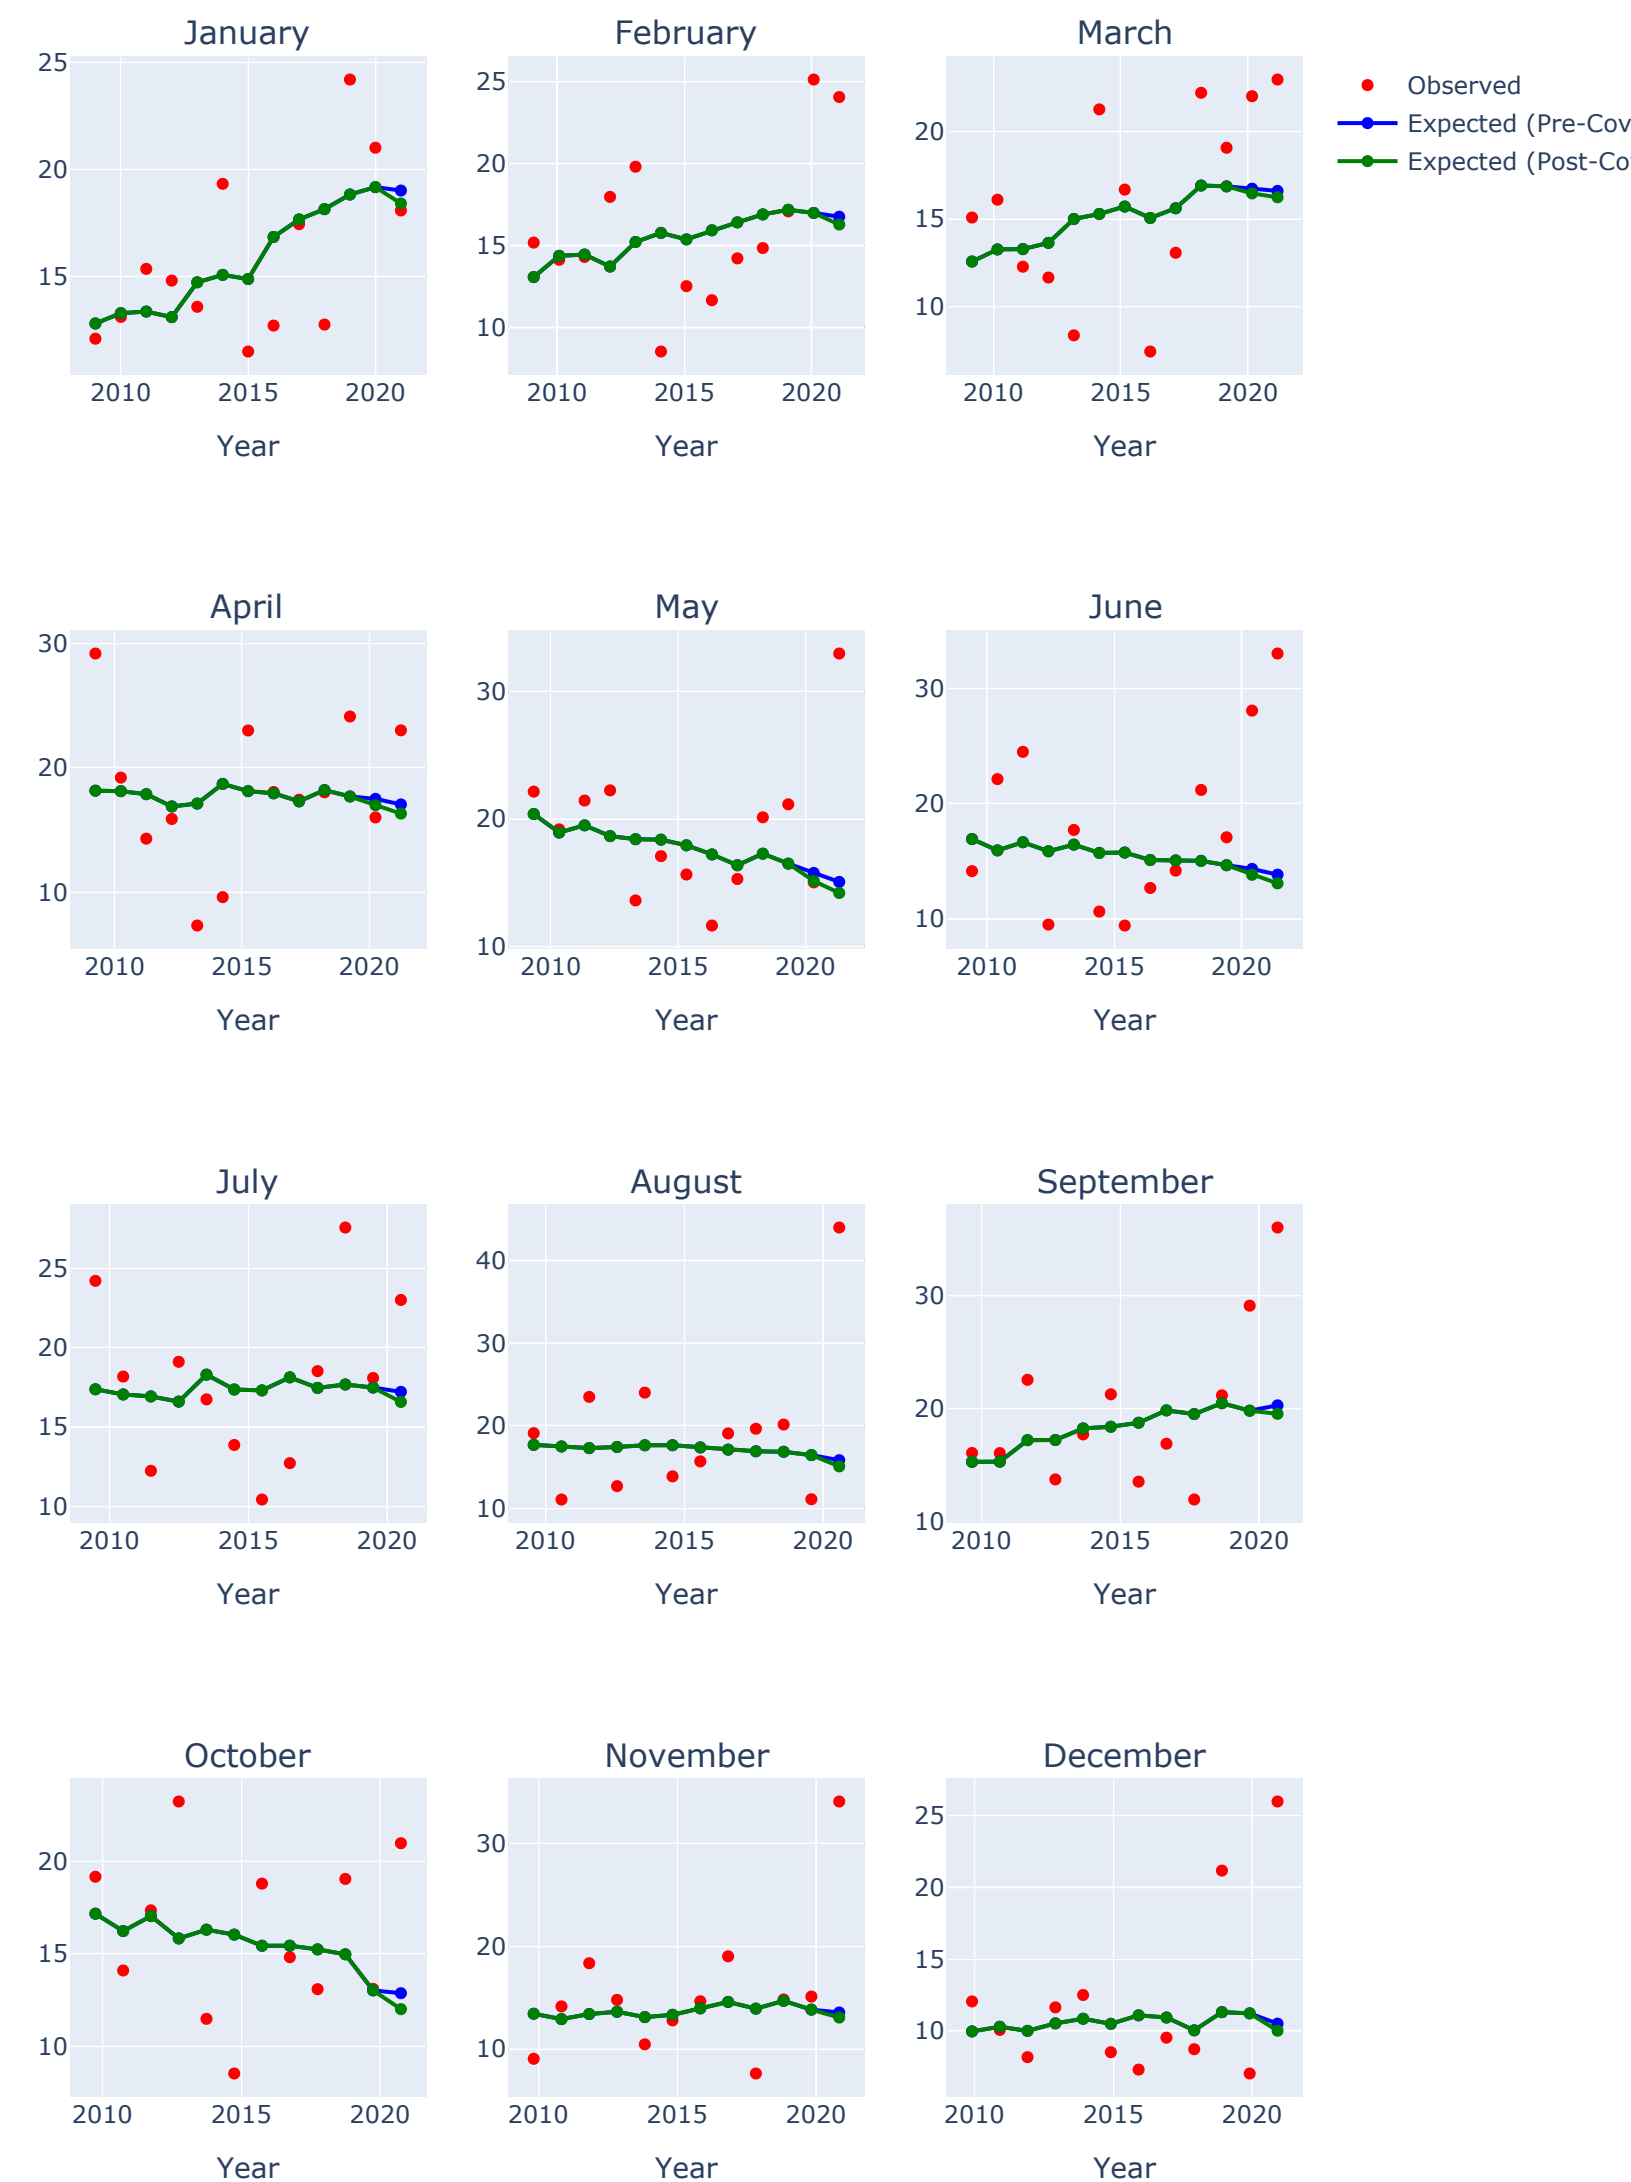 January February March
25
20
15
2010 2015 2020
Year
25
20
15
10
2010 2015 2020
Year
20
15
10
2010 2015 2020
Year
Observed
Expected (Pre-Cov
Expected (Post-Co
April May June
30
20
10
2010 2015 2020
Year
30
20
10
2010 2015 2020
Year
30
20
10
2010 2015 2020
Year
July August September
25
20
15
10
2010 2015 2020
Year
40
30
20
10
2010 2015 2020
Year
30
20
10
2010 2015 2020
Year
October November December
20
15
10
2010 2015 2020
Year
30
20
10
2010 2015 2020
Year
25
20
15
10
2010 2015 2020
Year